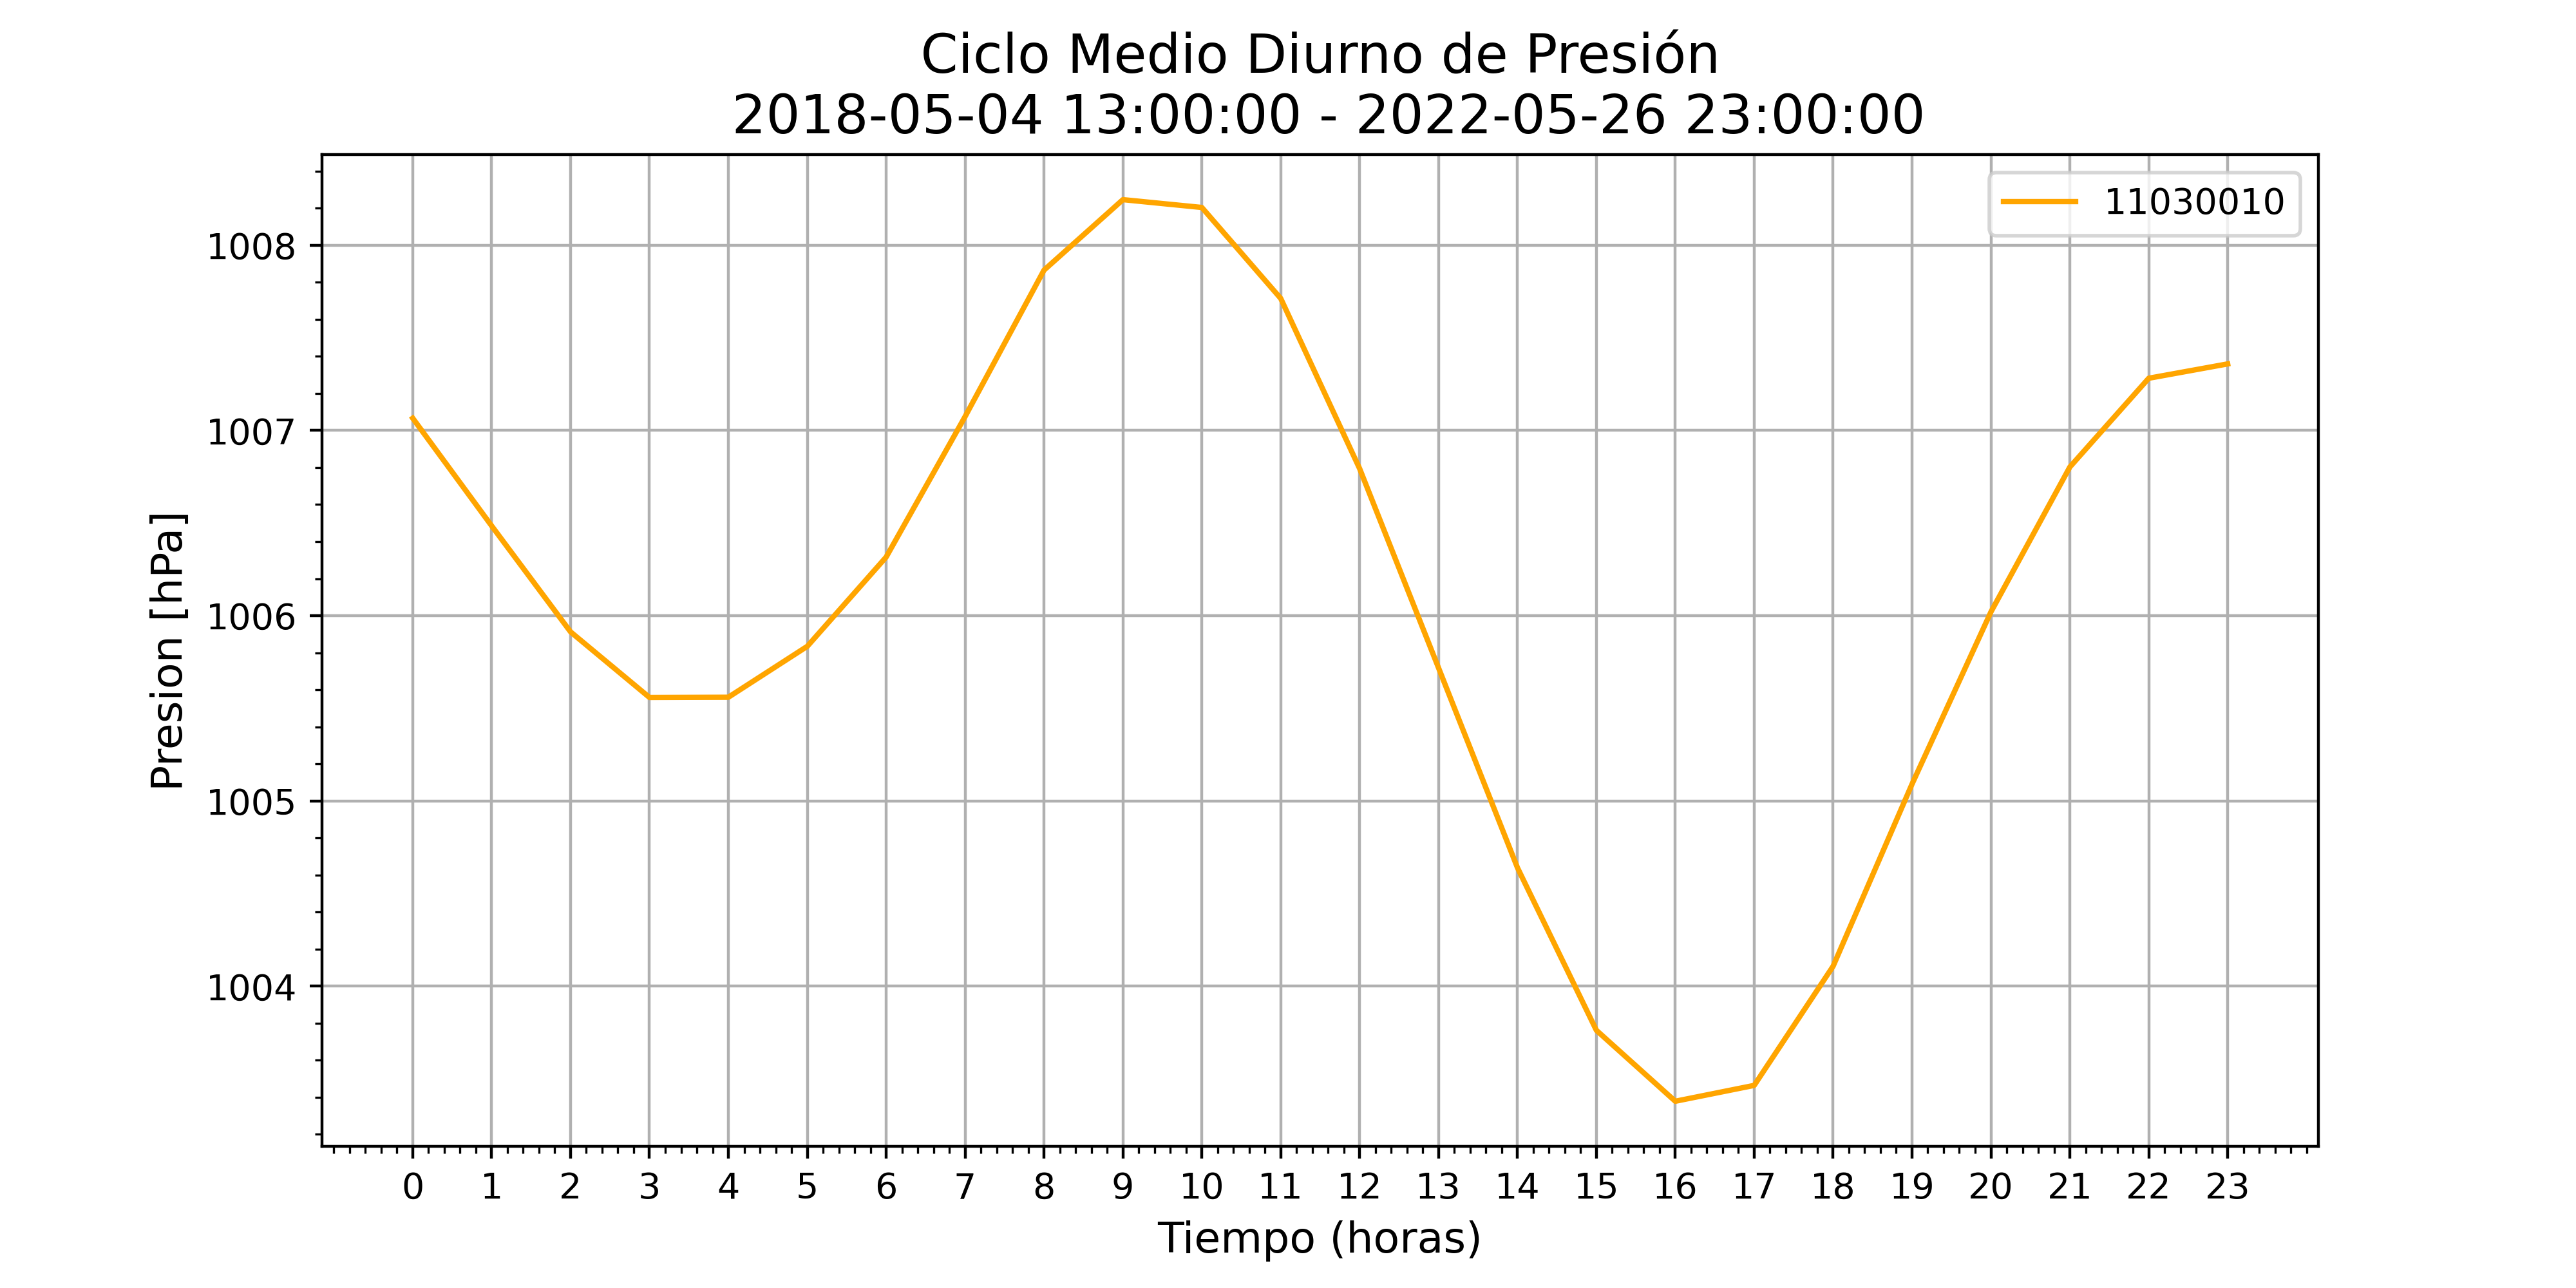 Ciclo Medio Diurno de Presión
2018-05-04 13:00:00 - 2022-05-26 23:00:00
11030010
1008
1007
1006
1005
1004
Presion [hPa]
0 1 2 3 4 5 6 7 8 9 10 11 12 13 14 15 16 17 18 19 20 21 22 23
Tiempo (horas)